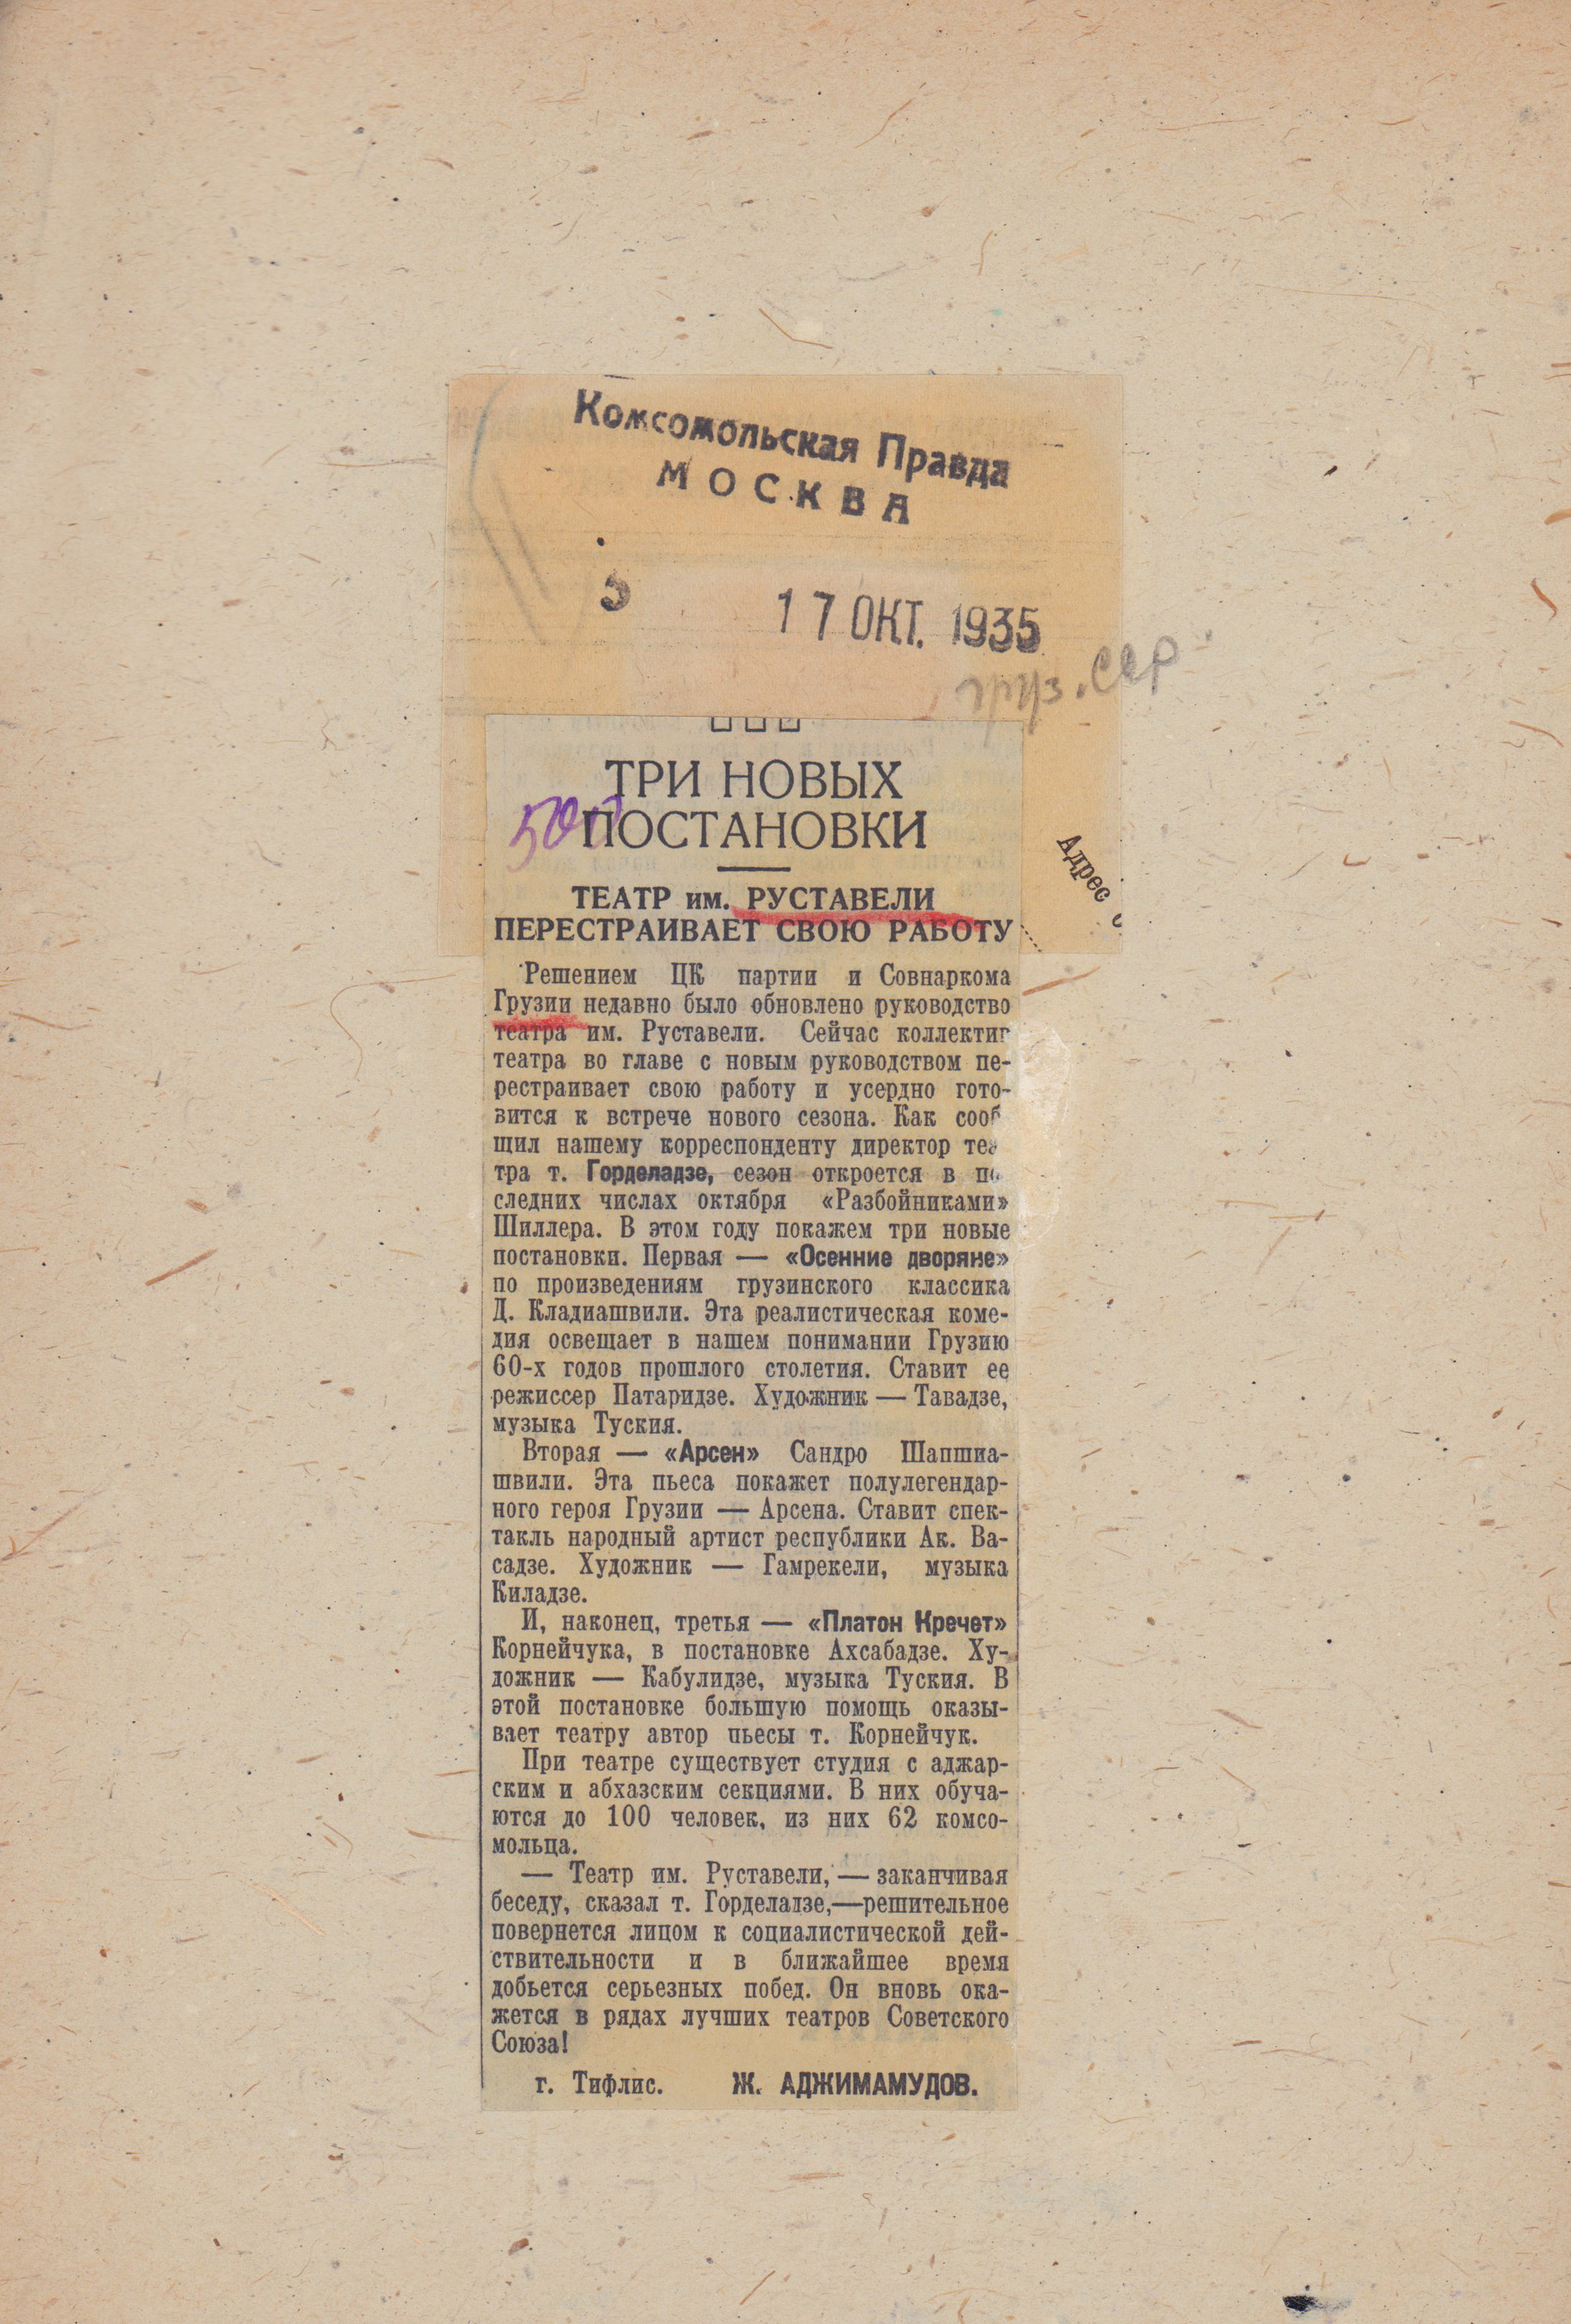 Комсомольская Правда
МОСКВА
5
17 ОКТ. 1935
груз. сср
ТРИ НОВЫХ
500
ПОСТАНОВКИ
Адрес
ТЕАТР им. РУСТАВЕЛИ
ПЕРЕСТРАИВАЕТ СВОЮ РАБОТУ
Решением ЦК партии и Совнаркома
Грузии недавно было обновлено руководство
театра им. Руставели. Сейчас коллектив
театра во главе с новым руководством пе-
рестраивает свою работу и усердно гото-
вится к встрече нового сезона. Как сооб
щил нашему корреспонденту директор теа
тра т. Горделадзе, сезон откроется в по
следних числах октября «Разбойниками»
Шиллера. В этом году покажем три новые
постановки. Первая — «Осенние дворяне»
по произведениям грузинского классика
Д. Кладиашвили. Эта реалистическая коме-
дия освещает в нашем понимании Грузию
60-х годов прошлого столетия. Ставит ее
режиссер Патаридзе. Художник — Тавадзе,
музыка Туския.
Вторая — «Арсен» Сандро Шапшиа-
швили. Эта пьеса покажет полулегендар-
ного героя Грузии — Арсена. Ставит спек-
такль народный артист республики Ак. Ва-
садзе. Художник — Гамрекели, музыка
Киладзе.
И, наконец, третья — «Платон Кречет»
Корнейчука, в постановке Ахсабадзе. Ху-
дожник — Кабулидзе, музыка Туския. В
этой постановке большую помощь оказы-
вает театру автор пьесы т. Корнейчук.
При театре существует студия с аджар-
ским и абхазским секциями. В них обуча-
ются до 100 человек, из них 62 комсо-
мольца.
— Театр им. Руставели, — заканчивая
беседу, сказал т. Горделадзе,—решительное
повернется лицом к социалистической дей-
ствительности и в ближайшее время
добьется серьезных побед. Он вновь ока-
жется в рядах лучших театров Советского
Союза!
г. Тифлис. Ж. АДЖИМАМУДОВ.